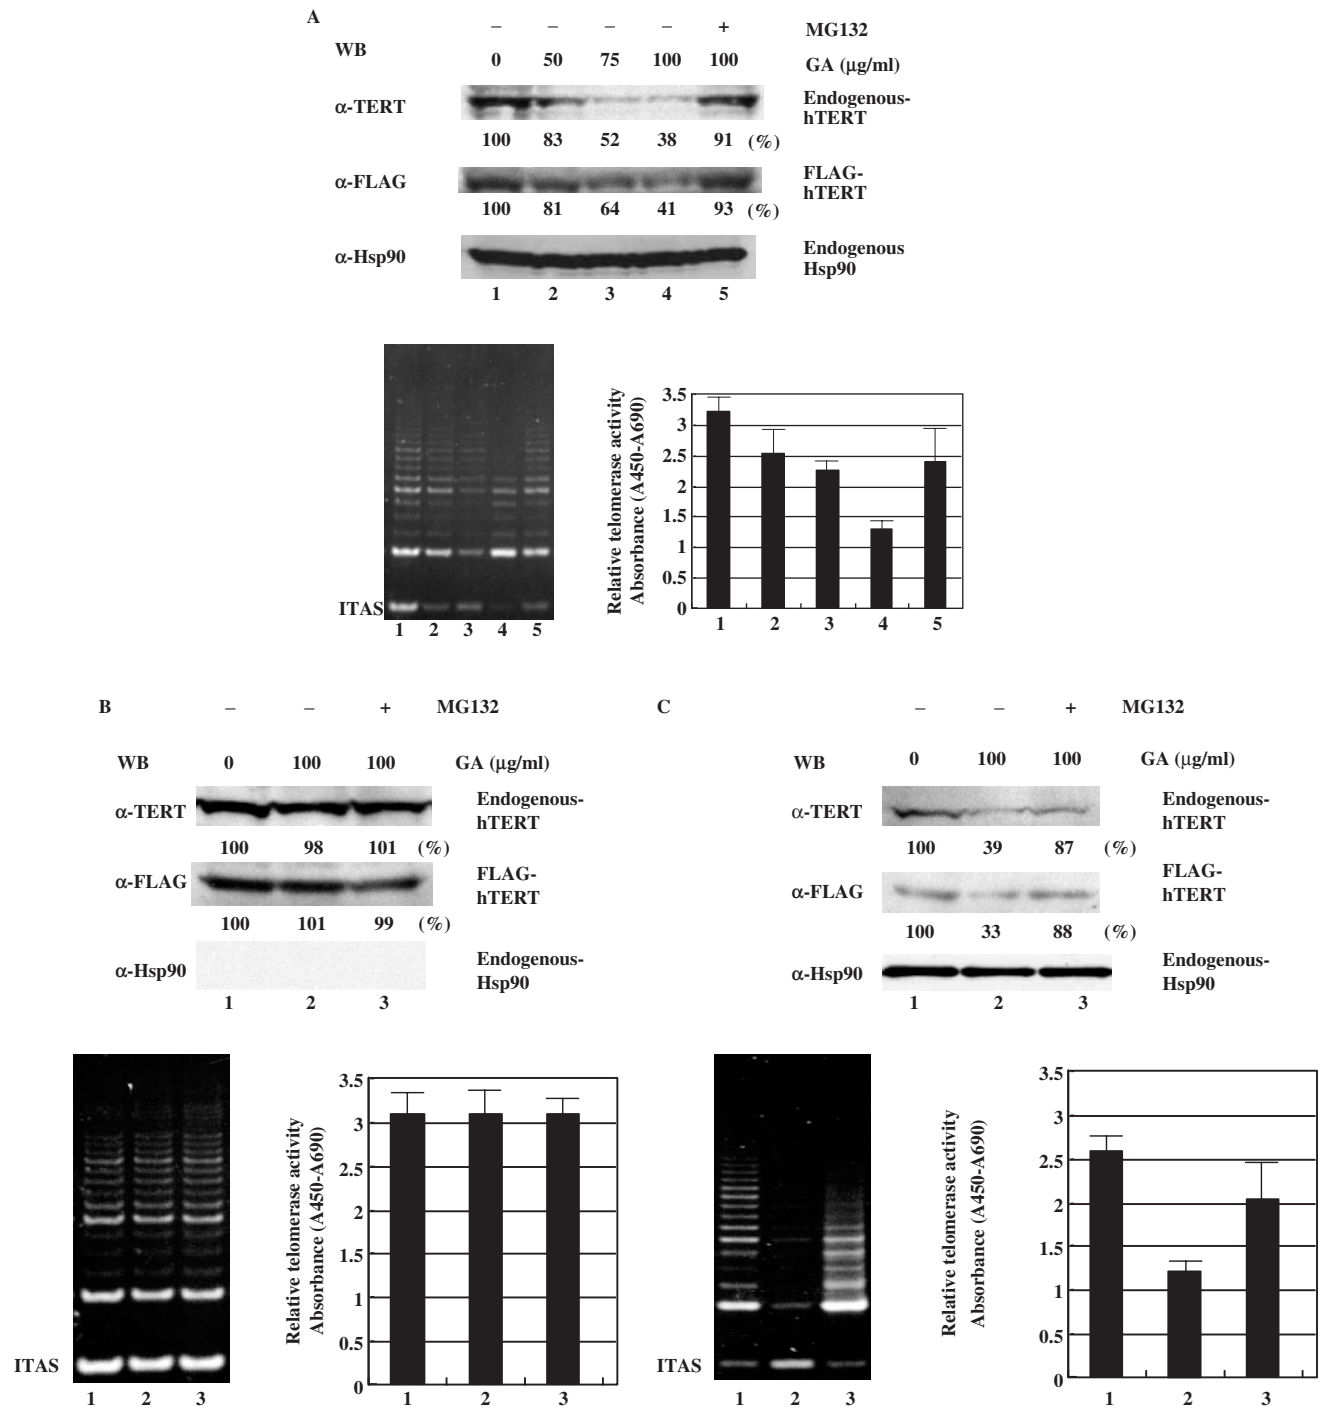 A
– – – – + MG132
WB
0 50 75 100 100 GA (μg/ml)
α-TERT
Endogenous-
hTERT
100 83 52 38 91 (%)
α-FLAG
FLAG-
hTERT
100 81 64 41 93 (%)
α-Hsp90
Endogenous
Hsp90
1 2 3 4 5
ITAS
1 2 3 4 5
Relative telomerase activity
Absorbance (A450-A690)
3.5
3
2.5
2
1.5
1
0.5
0
1 2 3 4 5
B
– – + MG132
WB 0 100 100 GA (μg/ml)
α-TERT
Endogenous-
hTERT
100 98 101 (%)
α-FLAG
FLAG-
hTERT
100 101 99 (%)
α-Hsp90
Endogenous-
Hsp90
1 2 3
ITAS
1 2 3
Relative telomerase activity
Absorbance (A450-A690)
3.5
3
2.5
2
1.5
1
0.5
0
1 2 3
C
– – + MG132
WB 0 100 100 GA (μg/ml)
α-TERT
Endogenous-
hTERT
100 39 87 (%)
α-FLAG
FLAG-
hTERT
100 33 88 (%)
α-Hsp90
Endogenous-
Hsp90
1 2 3
ITAS
1 2 3
Relative telomerase activity
Absorbance (A450-A690)
3.5
3
2.5
2
1.5
1
0.5
0
1 2 3